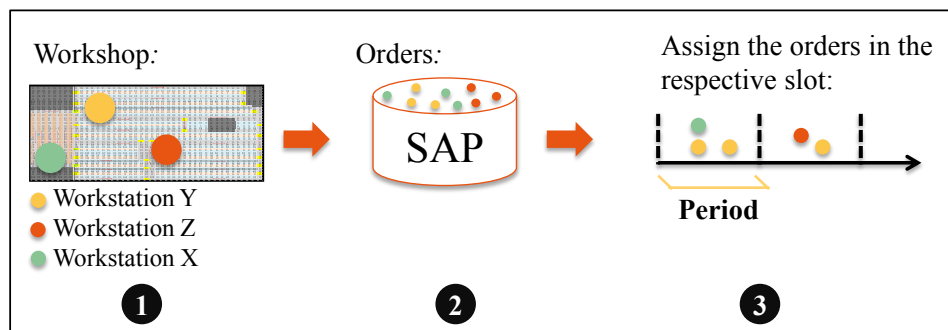 Workshop:
Workstation Y
Workstation Z
Workstation X
1
Orders:
SAP
2
Assign the orders in the
respective slot:
Period
3